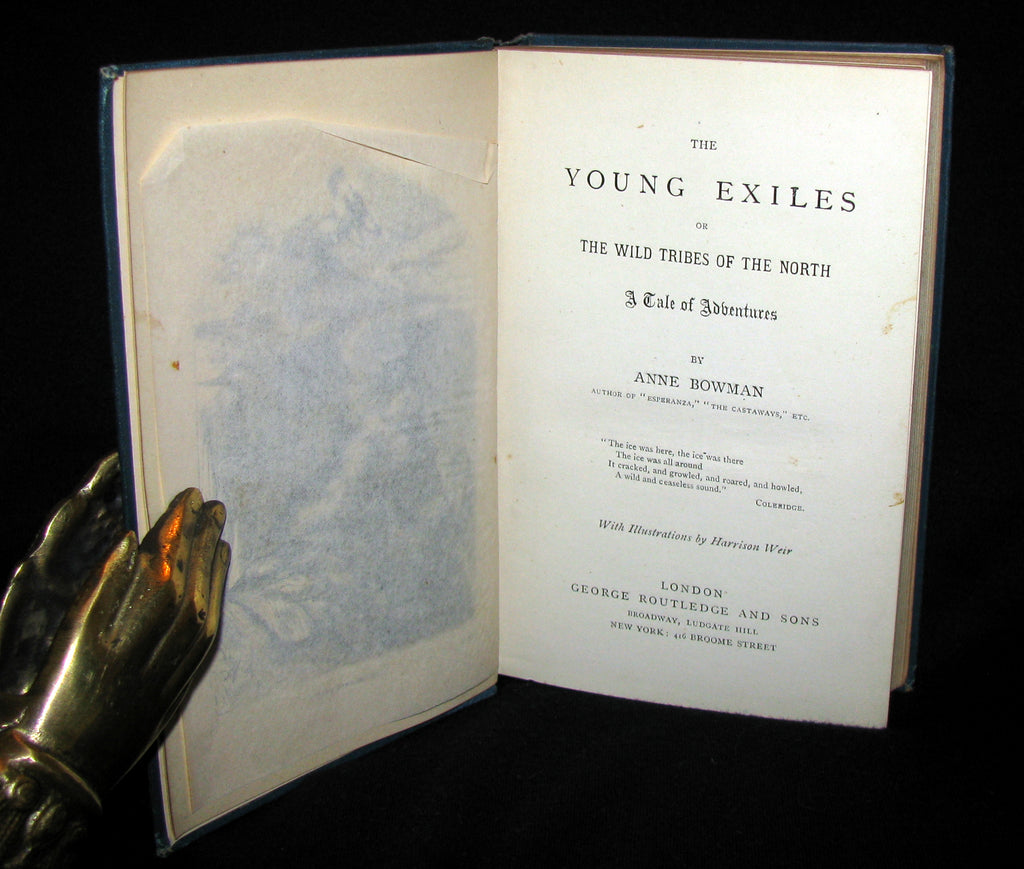 THE
YOUNG EXILES
OR
THE WILD TRIBES OF THE NORTH
A Tale of Adventures
BY
ANNE BOWMAN
AUTHOR OF "ESPERANZA," "THE CASTAWAYS," ETC.
"The ice was here, the ice was there
The ice was all around
It cracked, and growled, and roared, and howled,
A wild and ceaseless sound."
COLERIDGE.
With Illustrations by Harrison Weir
LONDON
GEORGE ROUTLEDGE AND SONS
BROADWAY, LUDGATE HILL
NEW YORK: 416 BROOME STREET